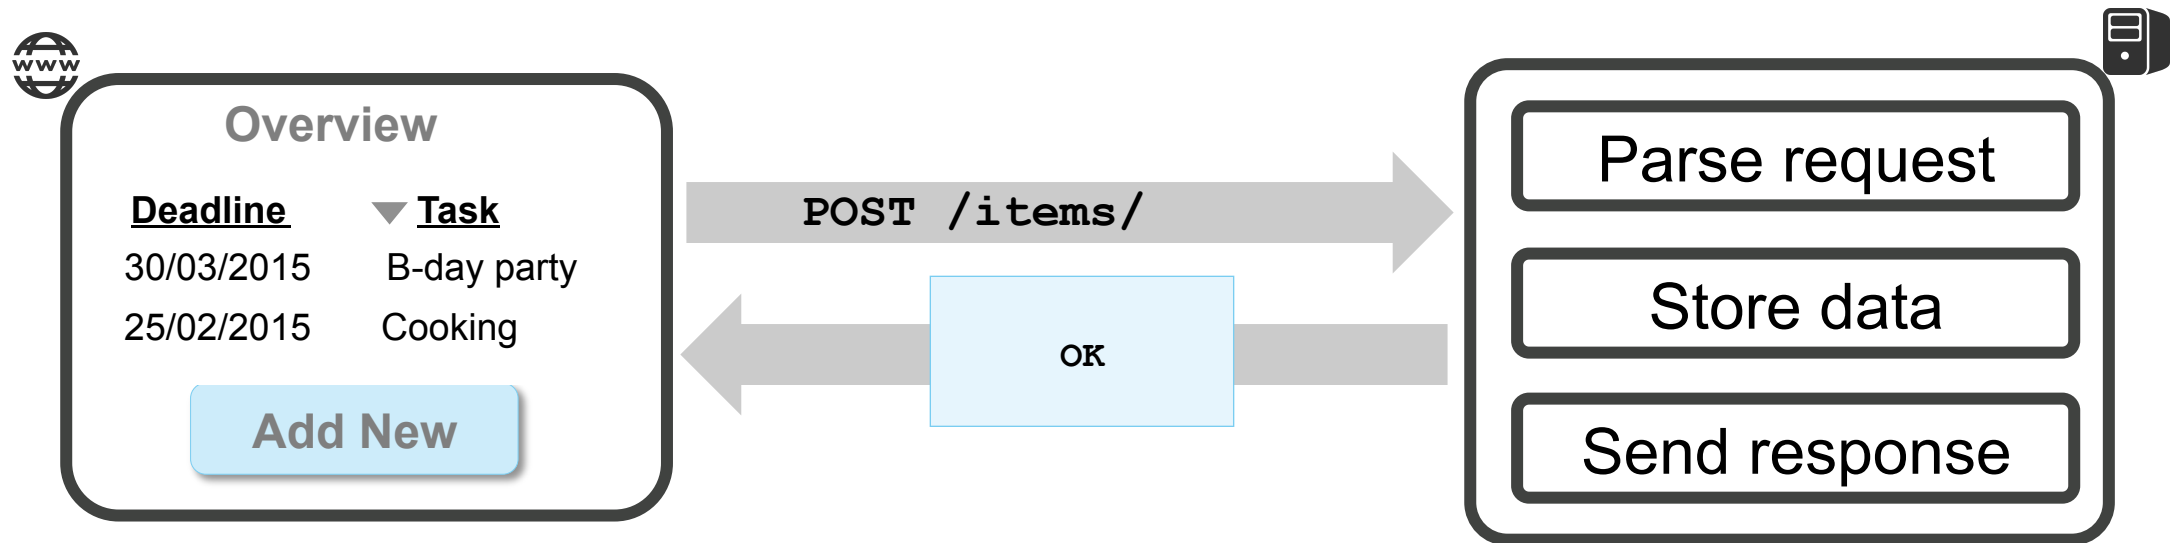 WWW
Overview
Deadline Task
30/03/2015 B-day party
25/02/2015 Cooking
Add New
POST /items/
OK
Parse request
Store data
Send response